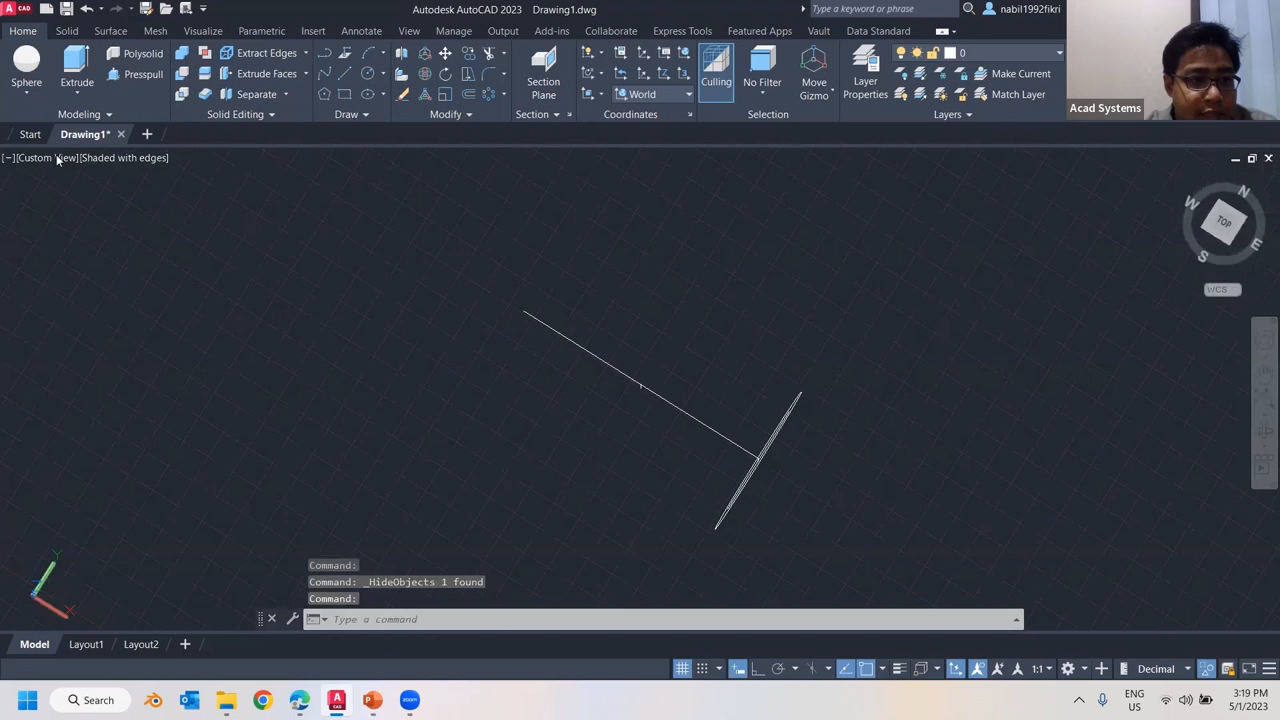 CAD
Autodesk AutoCAD 2023 Drawing1.dwg
Type a keyword or phrase
nabil1992fikri
Home Solid Surface Mesh Visualize Parametric Insert Annotate View Manage Output Add-ins Collaborate Express Tools Featured Apps Vault Data Standard
Sphere
Extrude
Polysolid
Presspull
Extract Edges
Extrude Faces
Separate
Section
Plane
World
Culling
No Filter
Move
Gizmo
Layer
Properties
0
Make Current
Match Layer
Modeling
Solid Editing
Draw
Modify
Section
Coordinates
Selection
Layers
Acad Systems
Start
Drawing1*
[−][Custom View][Shaded with edges]
N
W
TOP
E
S
WCS
Y
X
Command:
Command: _HideObjects 1 found
Command:
Type a command
Model Layout1 Layout2
1:1
Decimal
Search
ENG
US
3:19 PM
5/1/2023